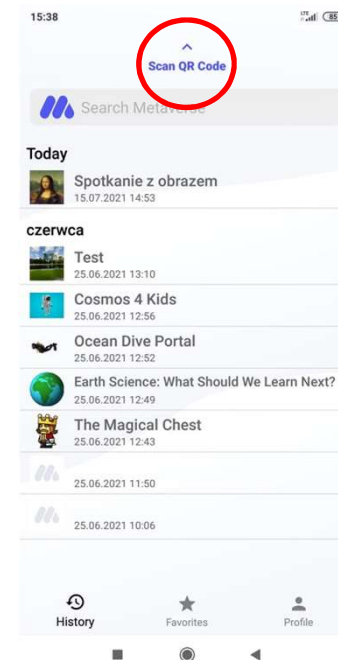 15:38
LTE
Scan QR Code
Search Metaverse
Today
Spotkanie z obrazem
15.07.2021 14:53
czerwca
Test
25.06.2021 13:10
Cosmos 4 Kids
25.06.2021 12:56
Ocean Dive Portal
25.06.2021 12:52
Earth Science: What Should We Learn Next?
25.06.2021 12:49
The Magical Chest
25.06.2021 12:43
25.06.2021 11:50
25.06.2021 10:06
History Favorites Profile